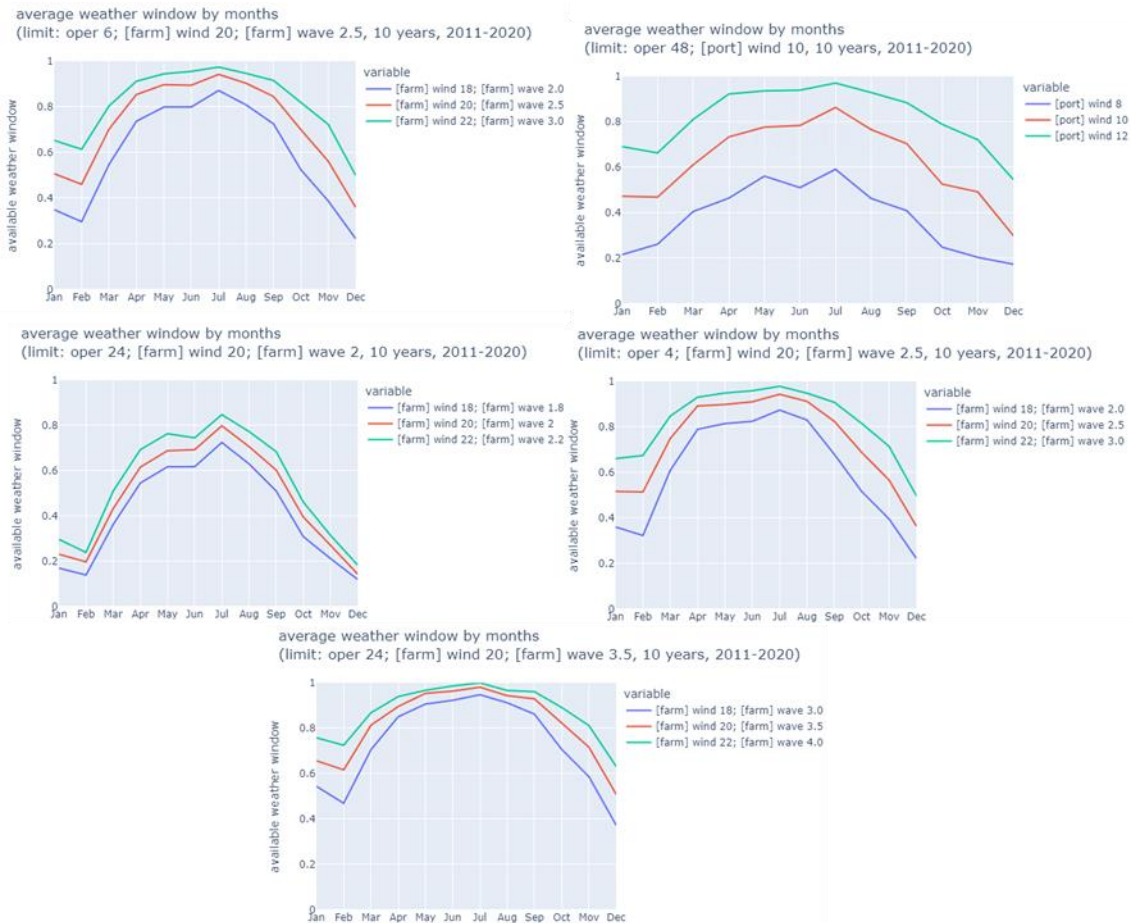 average weather window by months
(limit: oper 6; [farm] wind 20; [farm] wave 2.5, 10 years, 2011-2020)
variable
[farm] wind 18; [farm] wave 2.0
[farm] wind 20; [farm] wave 2.5
[farm] wind 22; [farm] wave 3.0
available weather window
1
0.8
0.6
0.4
0.2
0
Jan Feb Mar Apr May Jun Jul Aug Sep Oct Nov Dec
average weather window by months
(limit: oper 48; [port] wind 10, 10 years, 2011-2020)
variable
[port] wind 8
[port] wind 10
[port] wind 12
available weather window
1
0.8
0.6
0.4
0.2
0
Jan Feb Mar Apr May Jun Jul Aug Sep Oct Nov Dec
average weather window by months
(limit: oper 24; [farm] wind 20; [farm] wave 2, 10 years, 2011-2020)
variable
[farm] wind 18; [farm] wave 1.8
[farm] wind 20; [farm] wave 2
[farm] wind 22; [farm] wave 2.2
available weather window
1
0.8
0.6
0.4
0.2
0
Jan Feb Mar Apr May Jun Jul Aug Sep Oct Nov Dec
average weather window by months
(limit: oper 4; [farm] wind 20; [farm] wave 2.5, 10 years, 2011-2020)
variable
[farm] wind 18; [farm] wave 2.0
[farm] wind 20; [farm] wave 2.5
[farm] wind 22; [farm] wave 3.0
available weather window
1
0.8
0.6
0.4
0.2
0
Jan Feb Mar Apr May Jun Jul Aug Sep Oct Nov Dec
average weather window by months
(limit: oper 24; [farm] wind 20; [farm] wave 3.5, 10 years, 2011-2020)
variable
[farm] wind 18; [farm] wave 3.0
[farm] wind 20; [farm] wave 3.5
[farm] wind 22; [farm] wave 4.0
available weather window
1
0.8
0.6
0.4
0.2
0
Jan Feb Mar Apr May Jun Jul Aug Sep Oct Nov Dec